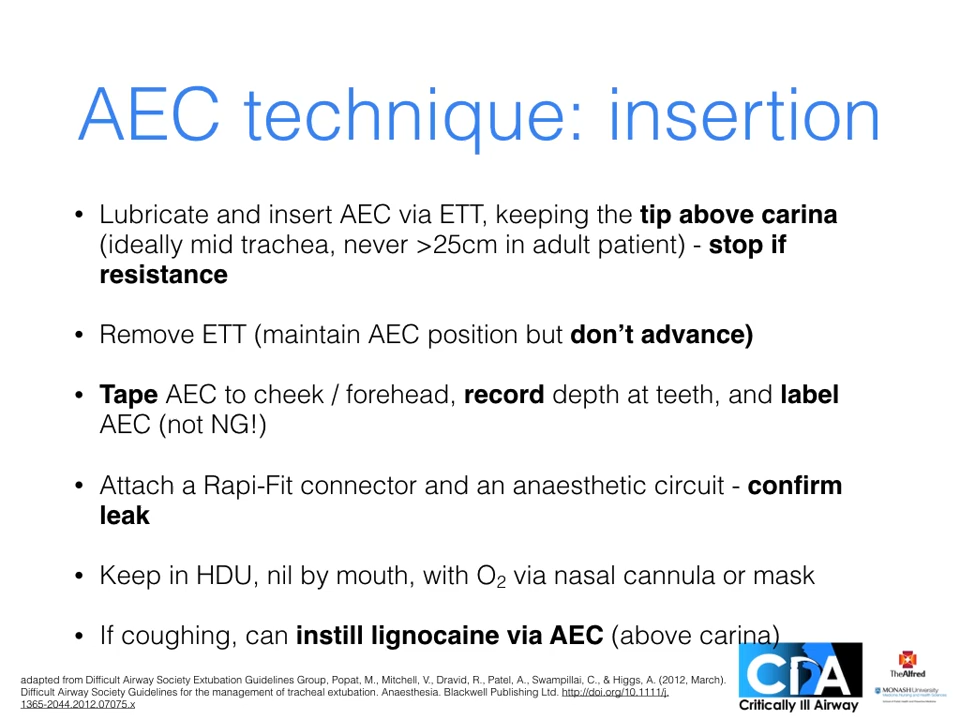 AEC technique: insertion
• Lubricate and insert AEC via ETT, keeping the tip above carina
(ideally mid trachea, never >25cm in adult patient) - stop if
resistance
• Remove ETT (maintain AEC position but don't advance)
• Tape AEC to cheek / forehead, record depth at teeth, and label
AEC (not NG!)
• Attach a Rapi-Fit connector and an anaesthetic circuit - confirm
leak
• Keep in HDU, nil by mouth, with O₂ via nasal cannula or mask
• If coughing, can instill lignocaine via AEC (above carina)
adapted from Difficult Airway Society Extubation Guidelines Group, Popat, M., Mitchell, V., Dravid, R., Patel, A., Swampillai, C., & Higgs, A. (2012, March).
Difficult Airway Society Guidelines for the management of tracheal extubation. Anaesthesia. Blackwell Publishing Ltd. http://doi.org/10.1111/j.
1365-2044.2012.07075.x
CIA
Critically Ill Airway
TheAlfred
MONASH University
Medicine Nursing and Health Sciences